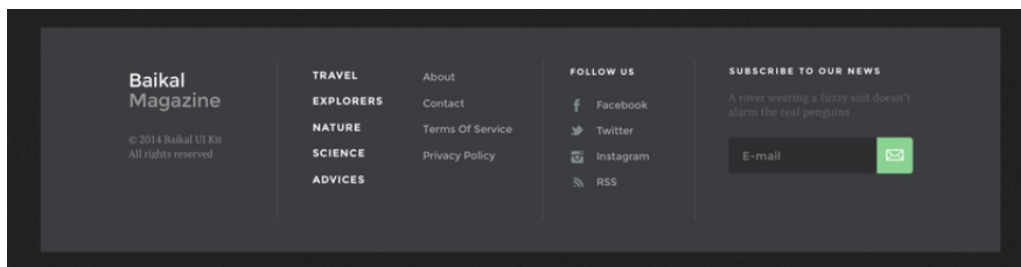 Baikal
Magazine
© 2014 Baikal UI Kit
All rights reserved
TRAVEL
EXPLORERS
NATURE
SCIENCE
ADVICES
About
Contact
Terms Of Service
Privacy Policy
FOLLOW US
Facebook
Twitter
Instagram
RSS
SUBSCRIBE TO OUR NEWS
A rover wearing a fuzzy suit doesn't
alarm the real penguins
E-mail